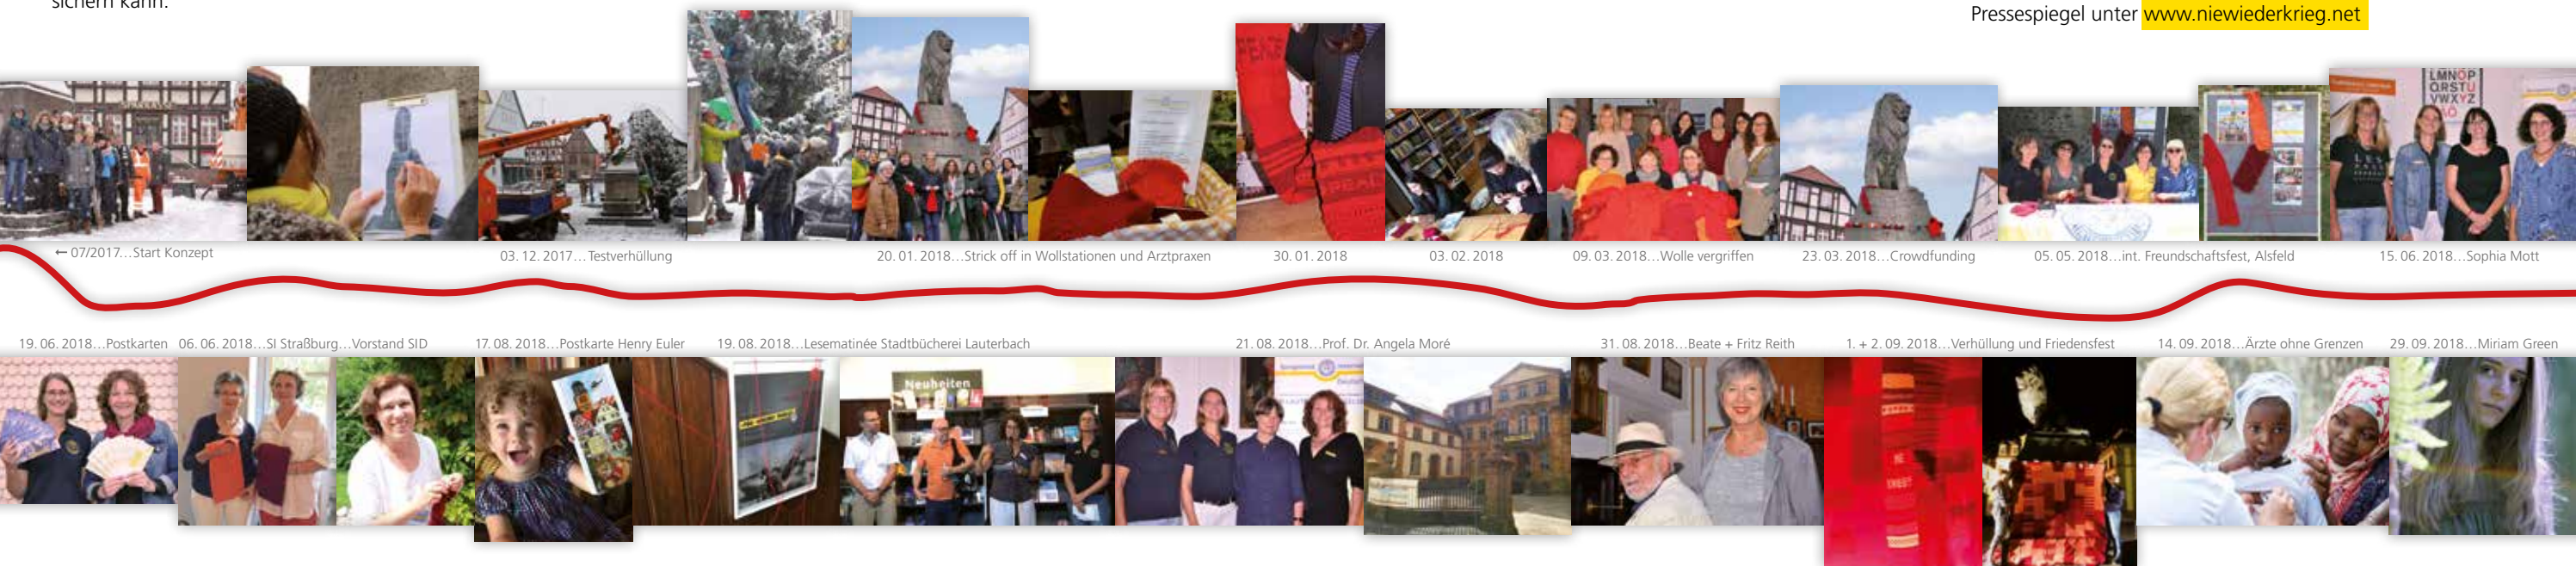 sichern kann.
Pressespiegel unter www.niewiederkrieg.net
SPARKASSE
LMNOP
QRSTU
VWXYZ
← 07/2017…Start Konzept
03. 12. 2017…Testverhüllung
20. 01. 2018…Strick off in Wollstationen und Arztpraxen
30. 01. 2018
03. 02. 2018
09. 03. 2018…Wolle vergriffen
23. 03. 2018…Crowdfunding
05. 05. 2018…int. Freundschaftsfest, Alsfeld
15. 06. 2018…Sophia Mott
19. 06. 2018…Postkarten
06. 06. 2018…SI Straßburg…Vorstand SID
17. 08. 2018…Postkarte Henry Euler
19. 08. 2018…Lesematinée Stadtbücherei Lauterbach
21. 08. 2018…Prof. Dr. Angela Moré
31. 08. 2018…Beate + Fritz Reith
1. + 2. 09. 2018…Verhüllung und Friedensfest
14. 09. 2018…Ärzte ohne Grenzen
29. 09. 2018…Miriam Green
Neuheiten